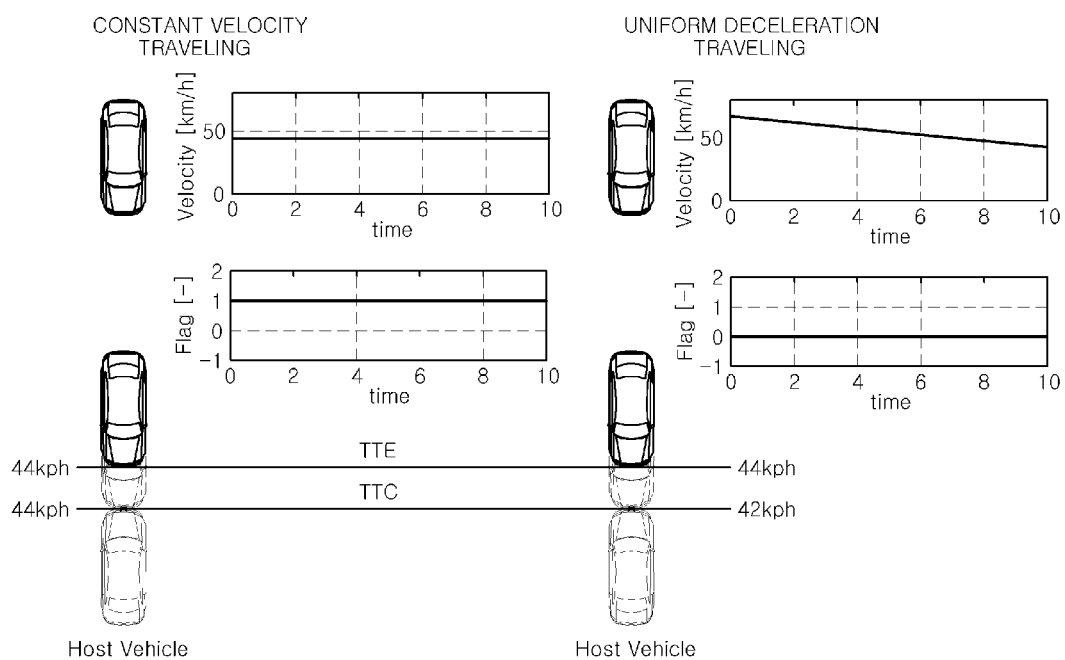 CONSTANT VELOCITY
TRAVELING
UNIFORM DECELERATION
TRAVELING
Velocity [km/h]
50
0
0 2 4 6 8 10
time
Velocity [km/h]
50
0
0 2 4 6 8 10
time
Flag [-]
2
1
0
-1
0 2 4 6 8 10
time
Flag [-]
2
1
0
-1
0 2 4 6 8 10
time
44kph TTE 44kph
44kph TTC 42kph
Host Vehicle
Host Vehicle